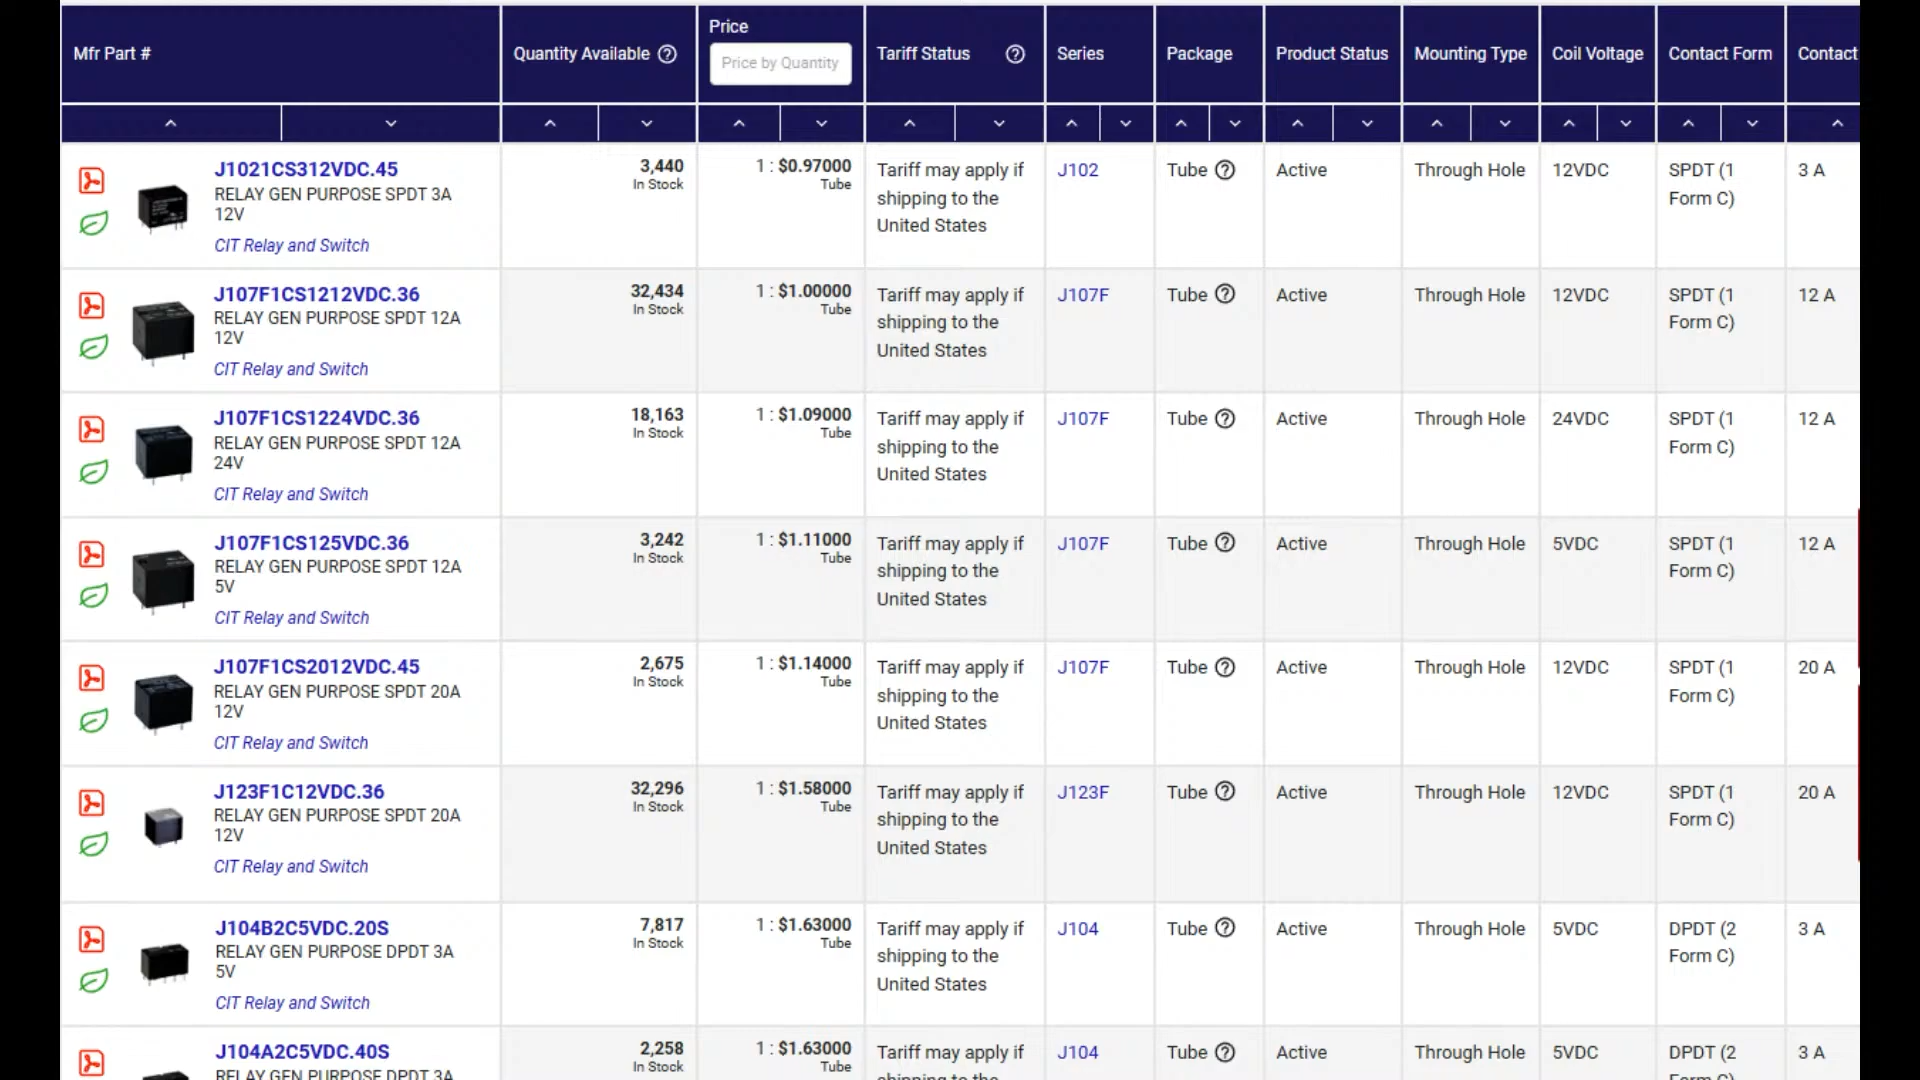 Mfr Part #
Quantity Available
Price
Price by Quantity
Tariff Status
Series
Package
Product Status
Mounting Type
Coil Voltage
Contact Form
Contact
J1021CS312VDC.45
RELAY GEN PURPOSE SPDT 3A
12V
CIT Relay and Switch
3,440
In Stock
1 : $0.97000
Tube
Tariff may apply if
shipping to the
United States
J102
Tube
Active
Through Hole
12VDC
SPDT (1
Form C)
3 A
J107F1CS1212VDC.36
RELAY GEN PURPOSE SPDT 12A
12V
CIT Relay and Switch
32,434
In Stock
1 : $1.00000
Tube
Tariff may apply if
shipping to the
United States
J107F
Tube
Active
Through Hole
12VDC
SPDT (1
Form C)
12 A
J107F1CS1224VDC.36
RELAY GEN PURPOSE SPDT 12A
24V
CIT Relay and Switch
18,163
In Stock
1 : $1.09000
Tube
Tariff may apply if
shipping to the
United States
J107F
Tube
Active
Through Hole
24VDC
SPDT (1
Form C)
12 A
J107F1CS125VDC.36
RELAY GEN PURPOSE SPDT 12A
5V
CIT Relay and Switch
3,242
In Stock
1 : $1.11000
Tube
Tariff may apply if
shipping to the
United States
J107F
Tube
Active
Through Hole
5VDC
SPDT (1
Form C)
12 A
J107F1CS2012VDC.45
RELAY GEN PURPOSE SPDT 20A
12V
CIT Relay and Switch
2,675
In Stock
1 : $1.14000
Tube
Tariff may apply if
shipping to the
United States
J107F
Tube
Active
Through Hole
12VDC
SPDT (1
Form C)
20 A
J123F1C12VDC.36
RELAY GEN PURPOSE SPDT 20A
12V
CIT Relay and Switch
32,296
In Stock
1 : $1.58000
Tube
Tariff may apply if
shipping to the
United States
J123F
Tube
Active
Through Hole
12VDC
SPDT (1
Form C)
20 A
J104B2C5VDC.20S
RELAY GEN PURPOSE DPDT 3A
5V
CIT Relay and Switch
7,817
In Stock
1 : $1.63000
Tube
Tariff may apply if
shipping to the
United States
J104
Tube
Active
Through Hole
5VDC
DPDT (2
Form C)
3 A
J104A2C5VDC.40S
RELAY GEN PURPOSE DPDT 3A
2,258
In Stock
1 : $1.63000
Tube
Tariff may apply if
shipping to the
J104
Tube
Active
Through Hole
5VDC
DPDT (2
Form C)
3 A